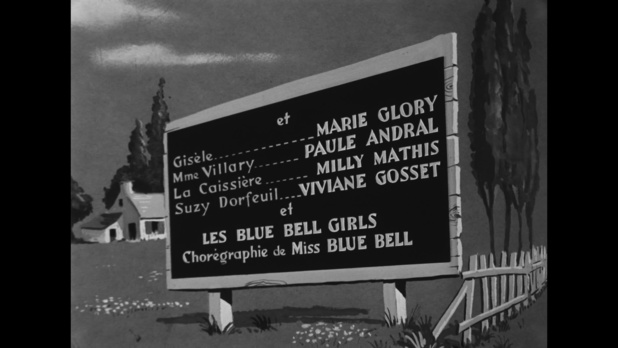 et
Gisèle MARIE GLORY
Mme Villary PAULE ANDRAL
La Caissière MILLY MATHIS
Suzy Dorfeuil VIVIANE GOSSET
et
LES BLUE BELL GIRLS
Chorégraphie de Miss BLUE BELL